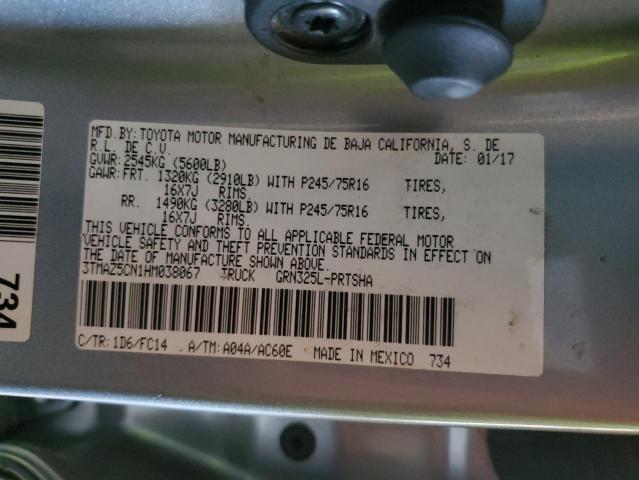 MFD.BY:TOYOTA MOTOR MANUFACTURING DE BAJA CALIFORNIA, S. DE
R.L. DE C.V. DATE: 01/17
GVWR:2545KG (5600LB)
GAWR:FRT. 1320KG (2910LB) WITH P245/75R16 TIRES,
16X7J RIMS,
RR. 1490KG (3280LB) WITH P245/75R16 TIRES,
16X7J RIMS.
THIS VEHICLE CONFORMS TO ALL APPLICABLE FEDERAL MOTOR
VEHICLE SAFETY AND THEFT PREVENTION STANDARDS IN EFFECT ON
THE DATE OF MANUFACTURE SHOWN ABOVE.
3TMAZ5CN1HM038067 TRUCK GRN325L-PRTSHA
C/TR:1D6/FC14 A/TM:A04A/AC60E MADE IN MEXICO 734
734